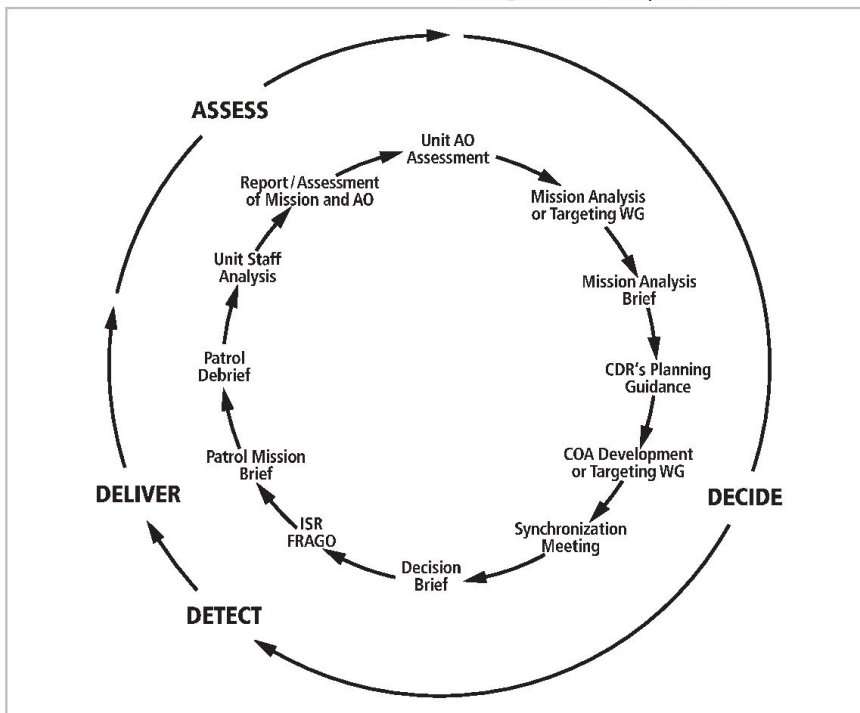 ASSESS
Unit AO
Assessment
Report/Assessment
of Mission and AO
Mission Analysis
or Targeting WG
Unit Staff
Analysis
Mission Analysis
Brief
Patrol
Debrief
CDR's Planning
Guidance
Patrol Mission
Brief
COA Development
or Targeting WG
DELIVER
DECIDE
ISR
FRAGO
Synchronization
Meeting
Decision
Brief
DETECT